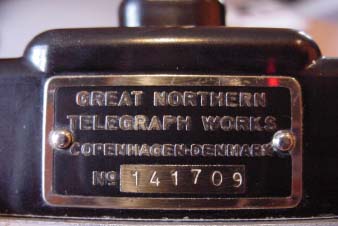 GREAT NORTHERN
TELEGRAPH WORKS
COPENHAGEN-DENMARK
No 141709